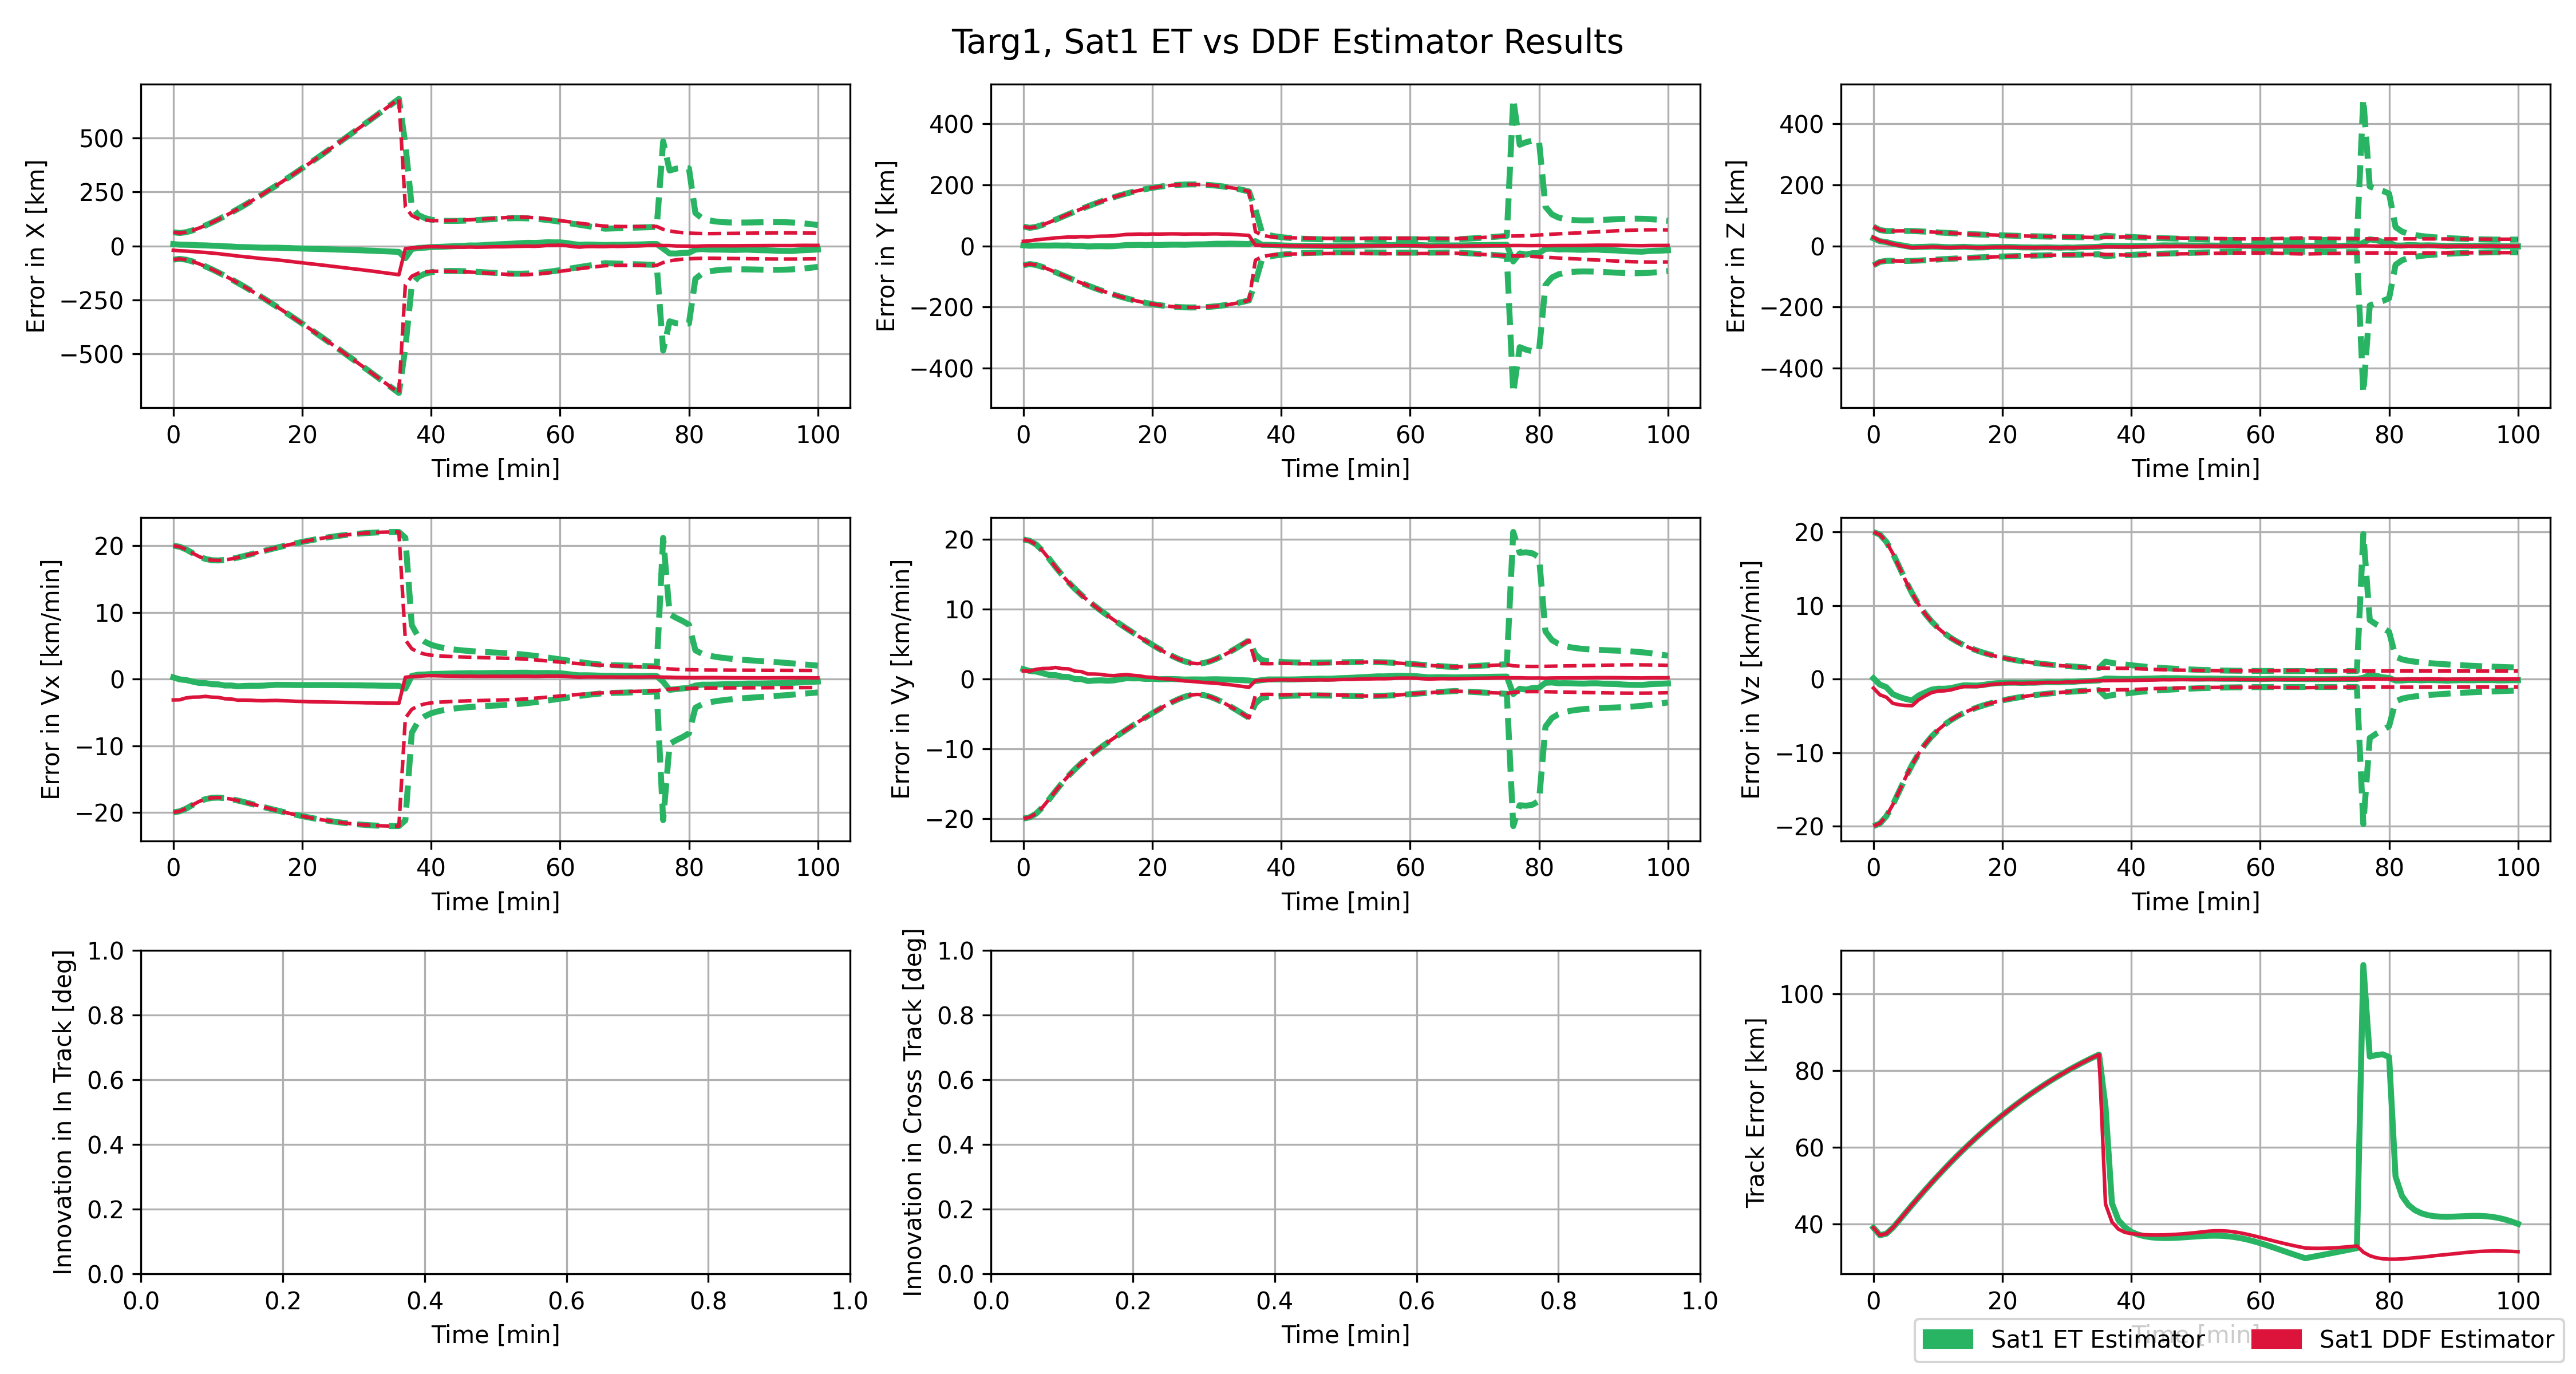 Targ1, Sat1 ET vs DDF Estimator Results
Error in X [km]
500
250
0
−250
−500
0 20 40 60 80 100
Time [min]
Error in Y [km]
400
200
0
−200
−400
0 20 40 60 80 100
Time [min]
Error in Z [km]
400
200
0
−200
−400
0 20 40 60 80 100
Time [min]
Error in Vx [km/min]
20
10
0
−10
−20
0 20 40 60 80 100
Time [min]
Error in Vy [km/min]
20
10
0
−10
−20
0 20 40 60 80 100
Time [min]
Error in Vz [km/min]
20
10
0
−10
−20
0 20 40 60 80 100
Time [min]
Innovation in In Track [deg]
1.0
0.8
0.6
0.4
0.2
0.0
0.0 0.2 0.4 0.6 0.8 1.0
Time [min]
Innovation in Cross Track [deg]
1.0
0.8
0.6
0.4
0.2
0.0
0.0 0.2 0.4 0.6 0.8 1.0
Time [min]
Track Error [km]
100
80
60
40
0 20 40 60 80 100
Time [min]
Sat1 ET Estimator
Sat1 DDF Estimator